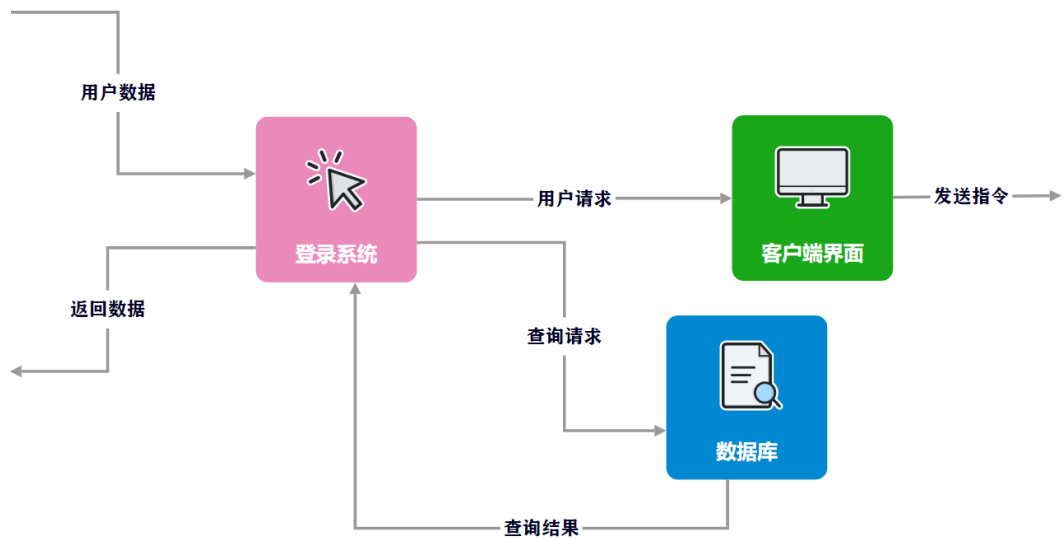 用户数据
登录系统
用户请求
客户端界面
发送指令
返回数据
查询请求
数据库
查询结果